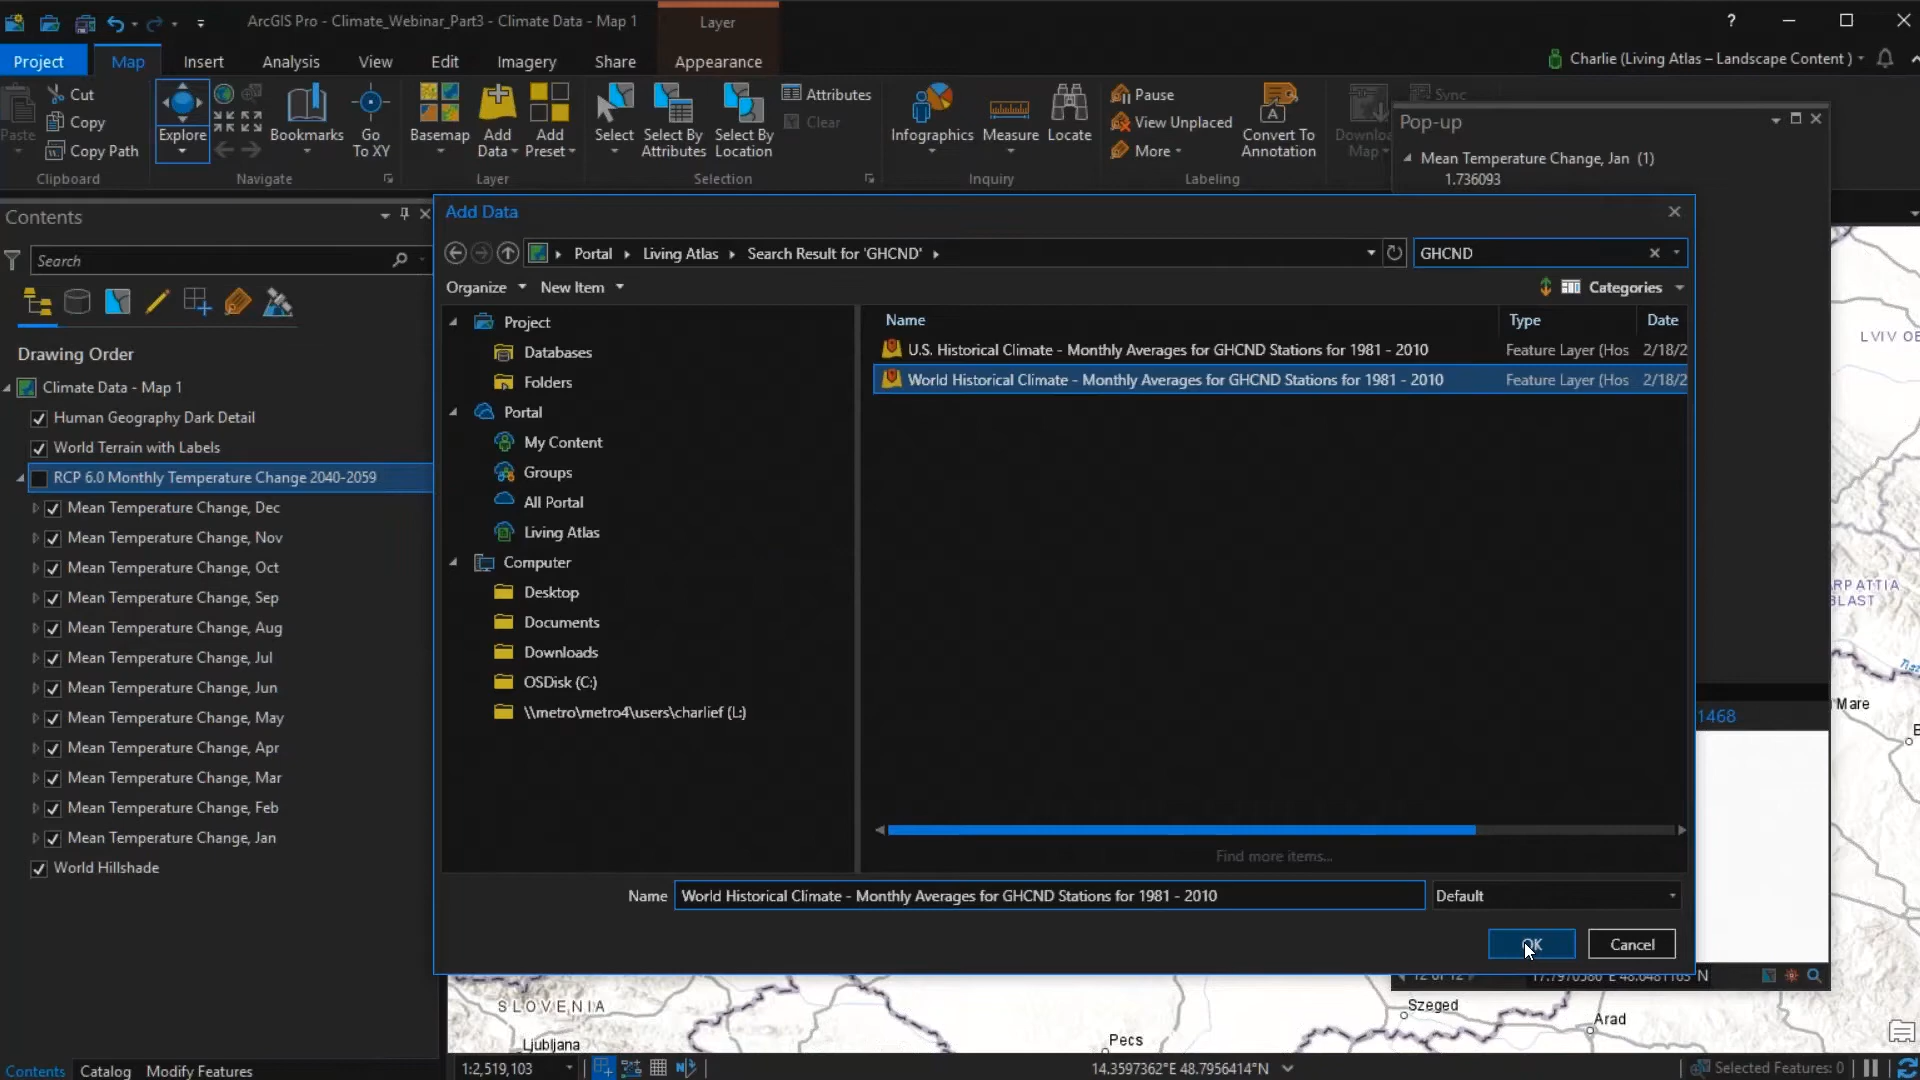 ArcGIS Pro - Climate_Webinar_Part3 - Climate Data - Map 1
Layer
?
Project
Map
Insert
Analysis
View
Edit
Imagery
Share
Appearance
Charlie (Living Atlas – Landscape Content )
Paste
Cut
Copy
Copy Path
Clipboard
Explore
Bookmarks
Go
To XY
Navigate
Basemap
Add
Data
Add
Preset
Layer
Select
Select By
Attributes
Select By
Location
Attributes
Clear
Selection
Infographics
Measure
Locate
Inquiry
Pause
View Unplaced
More
Convert To
Annotation
Labeling
Map
Sync
Pop-up
Mean Temperature Change, Jan (1)
1.736093
Contents
Search
Drawing Order
Climate Data - Map 1
Human Geography Dark Detail
World Terrain with Labels
RCP 6.0 Monthly Temperature Change 2040-2059
Mean Temperature Change, Dec
Mean Temperature Change, Nov
Mean Temperature Change, Oct
Mean Temperature Change, Sep
Mean Temperature Change, Aug
Mean Temperature Change, Jul
Mean Temperature Change, Jun
Mean Temperature Change, May
Mean Temperature Change, Apr
Mean Temperature Change, Mar
Mean Temperature Change, Feb
Mean Temperature Change, Jan
World Hillshade
Add Data
Portal
Living Atlas
Search Result for 'GHCND'
GHCND
Organize
New Item
Categories
Project
Databases
Folders
Portal
My Content
Groups
All Portal
Living Atlas
Computer
Desktop
Documents
Downloads
OSDisk (C:)
\\metro\metro4\users\charlief (L:)
Name Type Date
U.S. Historical Climate - Monthly Averages for GHCND Stations for 1981 - 2010 Feature Layer (Hos 2/18/2
World Historical Climate - Monthly Averages for GHCND Stations for 1981 - 2010 Feature Layer (Hos 2/18/2
Find more items...
Name World Historical Climate - Monthly Averages for GHCND Stations for 1981 - 2010 Default
OK
Cancel
LVIV
RPATTIA
BLAST
Mare
1468
SLOVENIA
Ljubljana
Pecs
Szeged
Arad
Contents
Catalog
Modify Features
1:2,519,103
14.3597362°E 48.7956414°N
Selected Features: 0